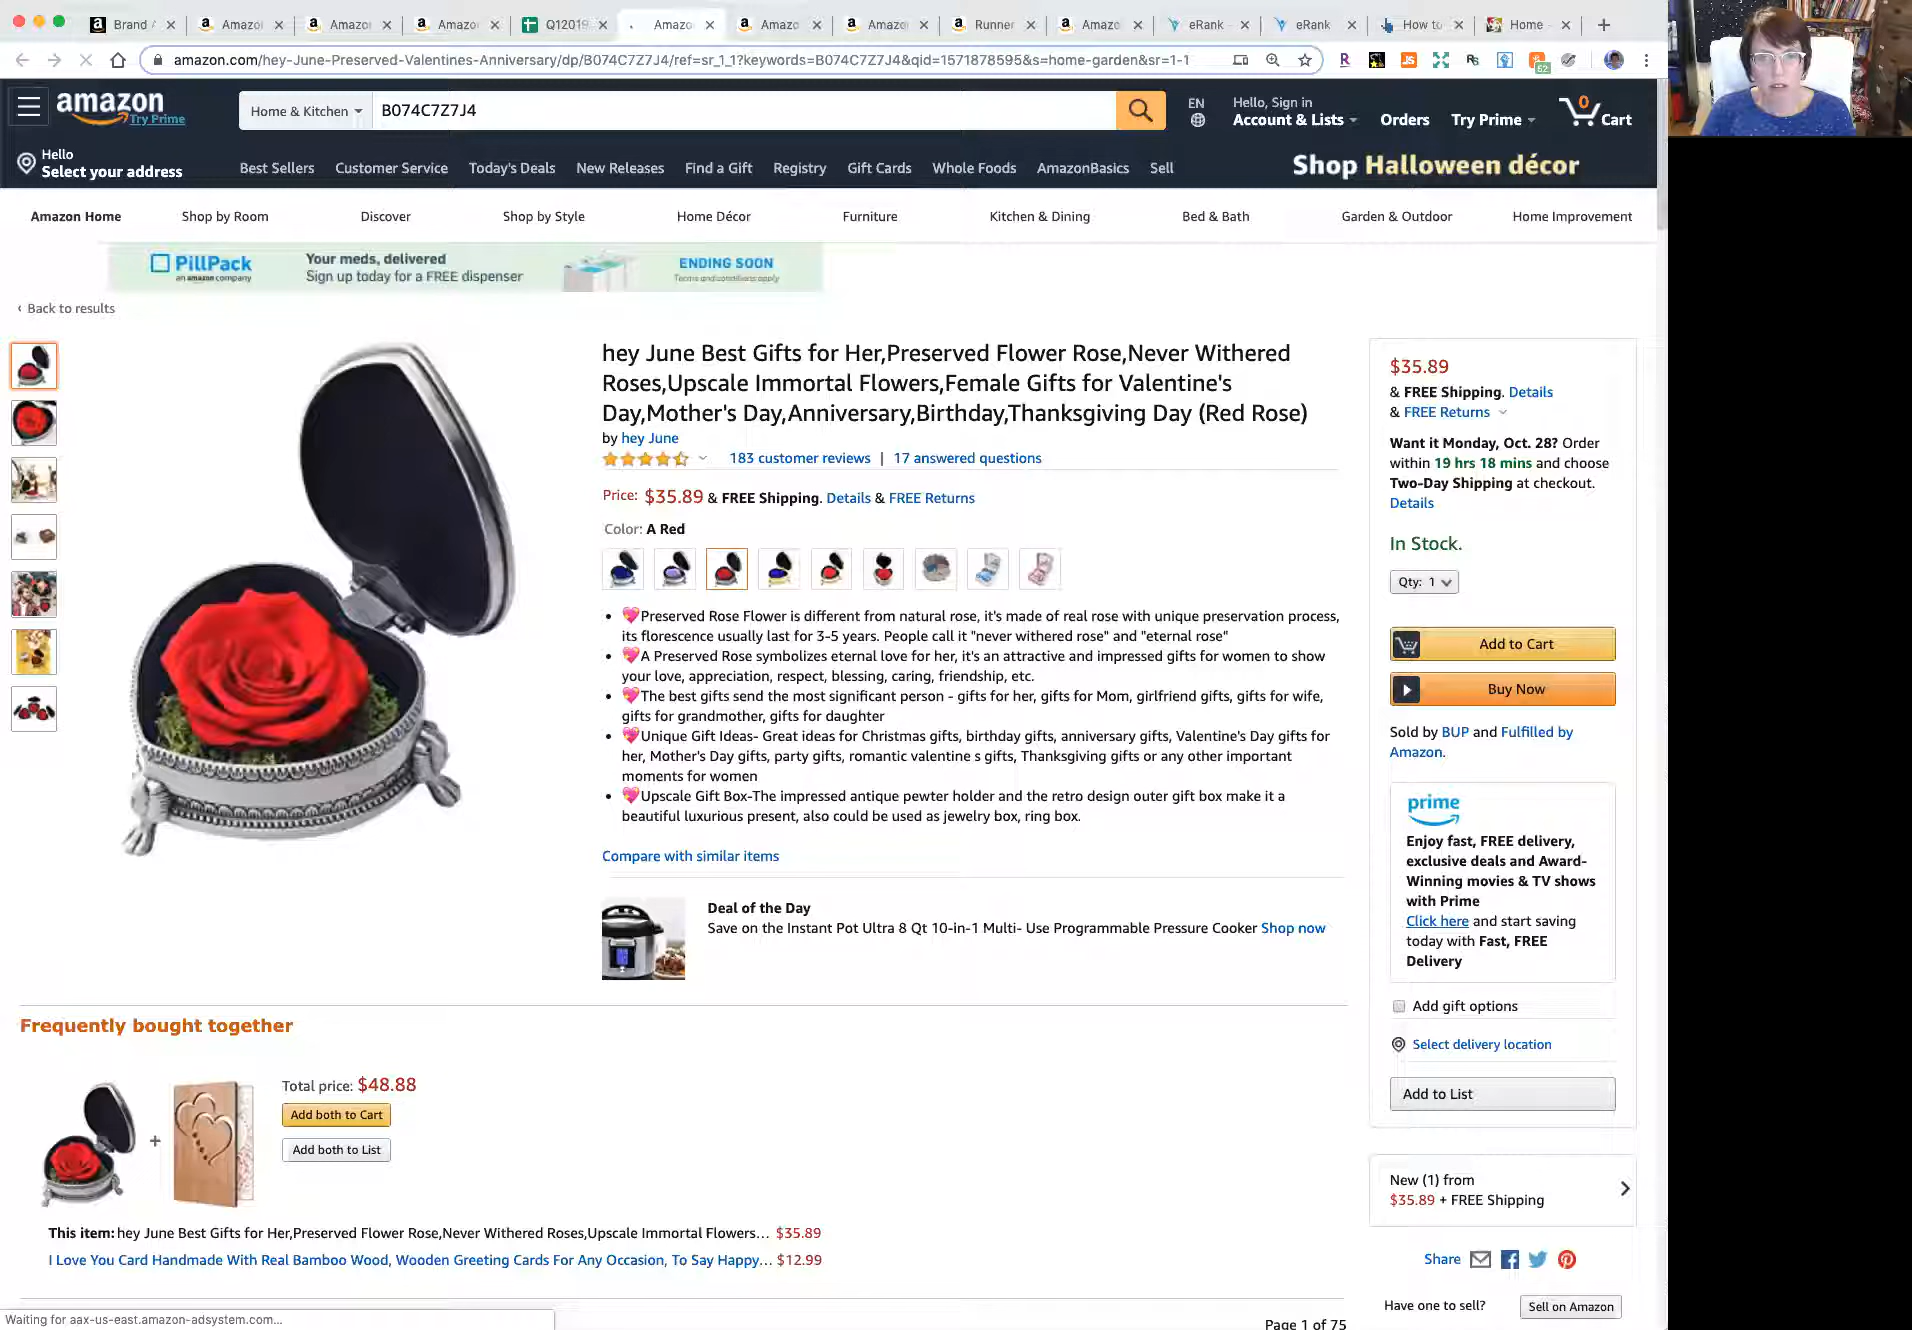 Brand A
Amazo
Amazo
Amazo
Q12019
Amazo
Amazo
Amazo
Runner
Amazo
eRank -
eRank
How to
Home -
amazon.com/hey-June-Preserved-Valentines-Anniversary/dp/B074C7Z7J4/ref=sr_1_1?keywords=B074C7Z7J4&qid=1571878595&s=home-garden&sr=1-1
amazon
Try Prime
Home & Kitchen
B074C7Z7J4
EN
Hello, Sign in
Account & Lists
Orders
Try Prime
0
Cart
Hello
Select your address
Best Sellers
Customer Service
Today's Deals
New Releases
Find a Gift
Registry
Gift Cards
Whole Foods
AmazonBasics
Sell
Shop Halloween décor
Amazon Home
Shop by Room
Discover
Shop by Style
Home Décor
Furniture
Kitchen & Dining
Bed & Bath
Garden & Outdoor
Home Improvement
PillPack
an amazon company
Your meds, delivered
Sign up today for a FREE dispenser
ENDING SOON
Terms and conditions apply
‹ Back to results
hey June Best Gifts for Her,Preserved Flower Rose,Never Withered
Roses,Upscale Immortal Flowers,Female Gifts for Valentine's
Day,Mother's Day,Anniversary,Birthday,Thanksgiving Day (Red Rose)
by hey June
183 customer reviews | 17 answered questions
Price: $35.89 & FREE Shipping. Details & FREE Returns
Color: A Red
• 💖Preserved Rose Flower is different from natural rose, it's made of real rose with unique preservation process,
its florescence usually last for 3-5 years. People call it "never withered rose" and "eternal rose"
• 💖A Preserved Rose symbolizes eternal love for her, it's an attractive and impressed gifts for women to show
your love, appreciation, respect, blessing, caring, friendship, etc.
• 💖The best gifts send the most significant person - gifts for her, gifts for Mom, girlfriend gifts, gifts for wife,
gifts for grandmother, gifts for daughter
• 💖Unique Gift Ideas- Great ideas for Christmas gifts, birthday gifts, anniversary gifts, Valentine's Day gifts for
her, Mother's Day gifts, party gifts, romantic valentine s gifts, Thanksgiving gifts or any other important
moments for women
• 💖Upscale Gift Box-The impressed antique pewter holder and the retro design outer gift box make it a
beautiful luxurious present, also could be used as jewelry box, ring box.
Compare with similar items
Deal of the Day
Save on the Instant Pot Ultra 8 Qt 10-in-1 Multi- Use Programmable Pressure Cooker Shop now
$35.89
& FREE Shipping. Details
& FREE Returns
Want it Monday, Oct. 28? Order
within 19 hrs 18 mins and choose
Two-Day Shipping at checkout.
Details
In Stock.
Qty: 1
Add to Cart
Buy Now
Sold by BUP and Fulfilled by
Amazon.
prime
Enjoy fast, FREE delivery,
exclusive deals and Award-
Winning movies & TV shows
with Prime
Click here and start saving
today with Fast, FREE
Delivery
Add gift options
Select delivery location
Add to List
New (1) from
$35.89 + FREE Shipping
Share
Have one to sell?
Sell on Amazon
Frequently bought together
+
Total price: $48.88
Add both to Cart
Add both to List
This item: hey June Best Gifts for Her,Preserved Flower Rose,Never Withered Roses,Upscale Immortal Flowers… $35.89
I Love You Card Handmade With Real Bamboo Wood, Wooden Greeting Cards For Any Occasion, To Say Happy… $12.99
Page 1 of 75
Waiting for aax-us-east.amazon-adsystem.com...